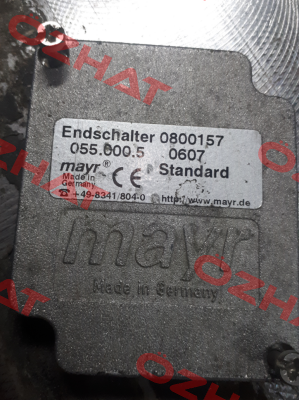 Endschalter 0800157
055.000.5 0607
mayr® CE Standard
Made in
Germany
☎+49-8341/804-0 http://www.mayr.de
mayr
Made in Germany
OZHAT
OZHAT
OZHAT
OZHAT
OZHAT
OZHAT